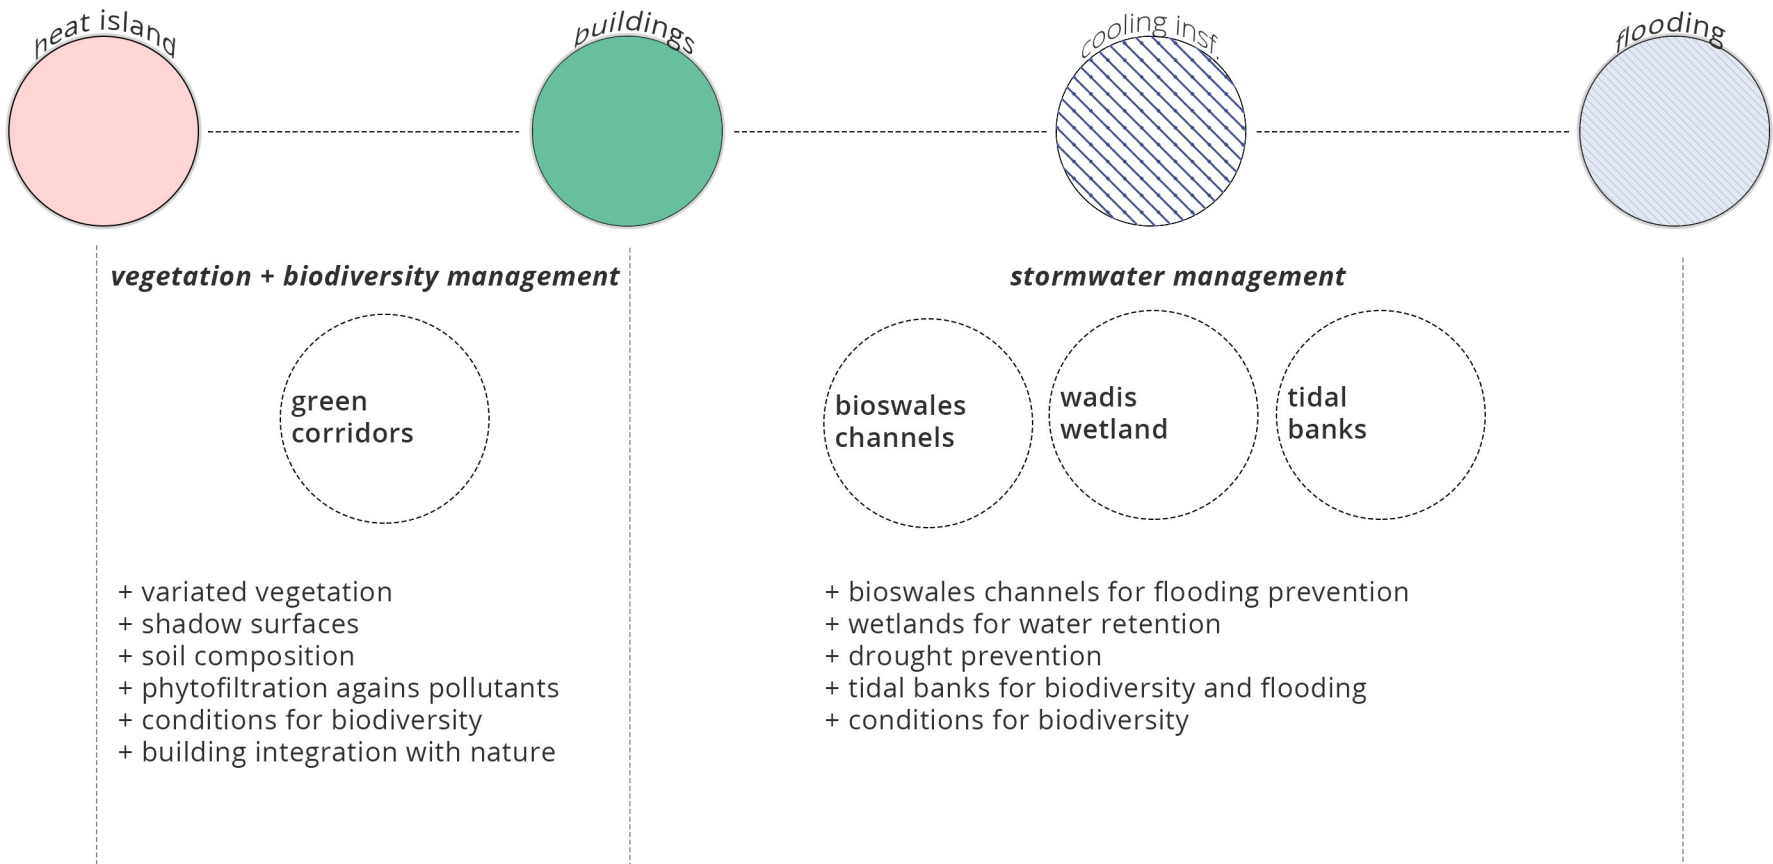 heat island
buildings
cooling inst.
flooding
vegetation + biodiversity management
stormwater management
green
corridors
bioswales
channels
wadis
wetland
tidal
banks
+ variated vegetation
+ shadow surfaces
+ soil composition
+ phytofiltration agains pollutants
+ conditions for biodiversity
+ building integration with nature
+ bioswales channels for flooding prevention
+ wetlands for water retention
+ drought prevention
+ tidal banks for biodiversity and flooding
+ conditions for biodiversity